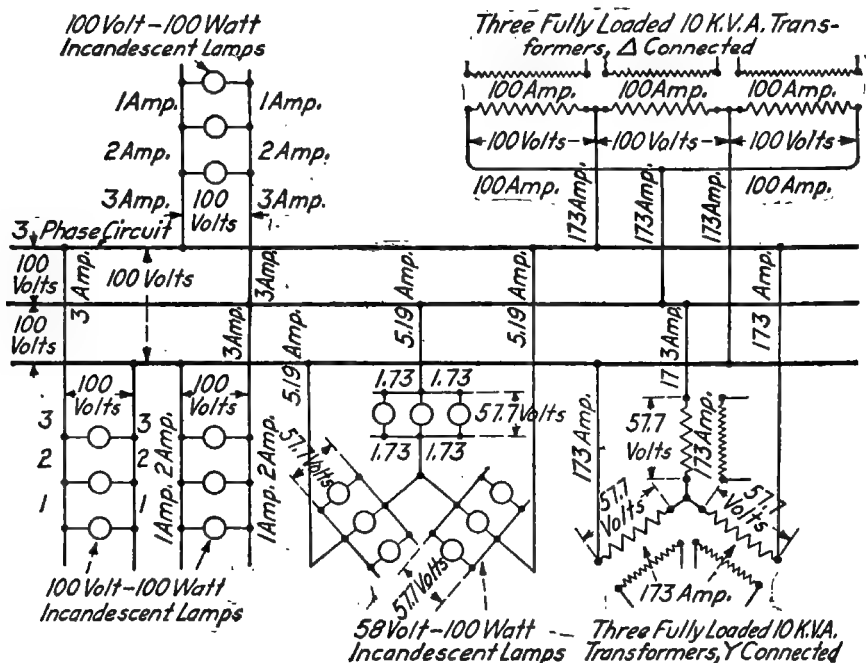 100 Volt-100 Watt
Incandescent Lamps
Three Fully Loaded 10 K.V.A. Trans-
formers, Δ Connected
1 Amp.
1 Amp.
2 Amp.
2 Amp.
3 Amp.
100
Volts
3 Amp.
100 Amp.
100 Amp.
100 Amp.
100 Volts
100 Volts
100 Volts
100 Amp.
100 Amp.
173 Amp.
173 Amp.
173 Amp.
3 Phase Circuit
100
Volts
100
Volts
100 Volts
3 Amp.
3 Amp.
3 Amp.
5.19 Amp.
5.19 Amp.
5.19 Amp.
173 Amp.
173 Amp.
173 Amp.
100
Volts
3
2
1
3
2
1
100
Volts
1 Amp. 2 Amp.
1 Amp. 2 Amp.
1.73
1.73
57.7 Volts
1.73
1.73
57.7 Volts
57.7 Volts
57.7
Volts
173 Amp.
57.7
Volts
57.7
Volts
173 Amp.
100 Volt-100 Watt
Incandescent Lamps
58 Volt-100 Watt
Incandescent Lamps
Three Fully Loaded 10 K.V.A.
Transformers, Y Connected